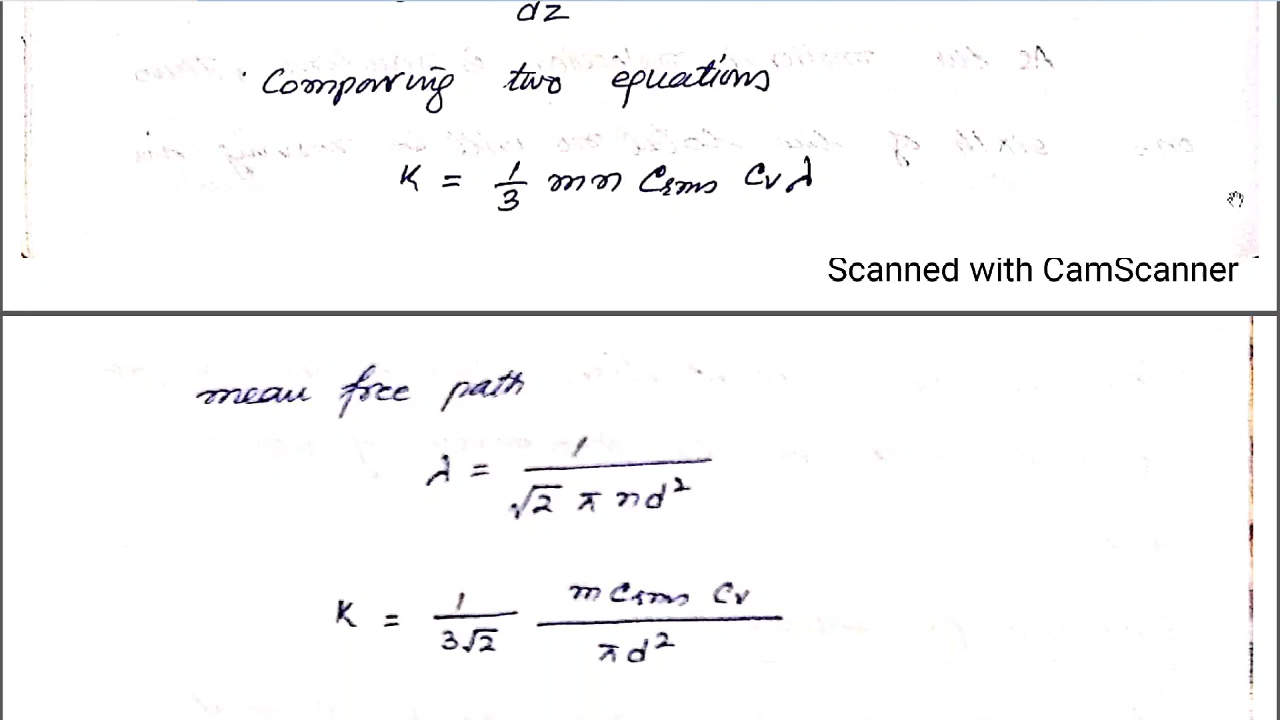 dz
Comparing two equations
K = 1/3 m n Crms Cv λ
Scanned with CamScanner
mean free path
λ = 1/√2 π n d²
K = 1/3√2 m Crms Cv/π d²